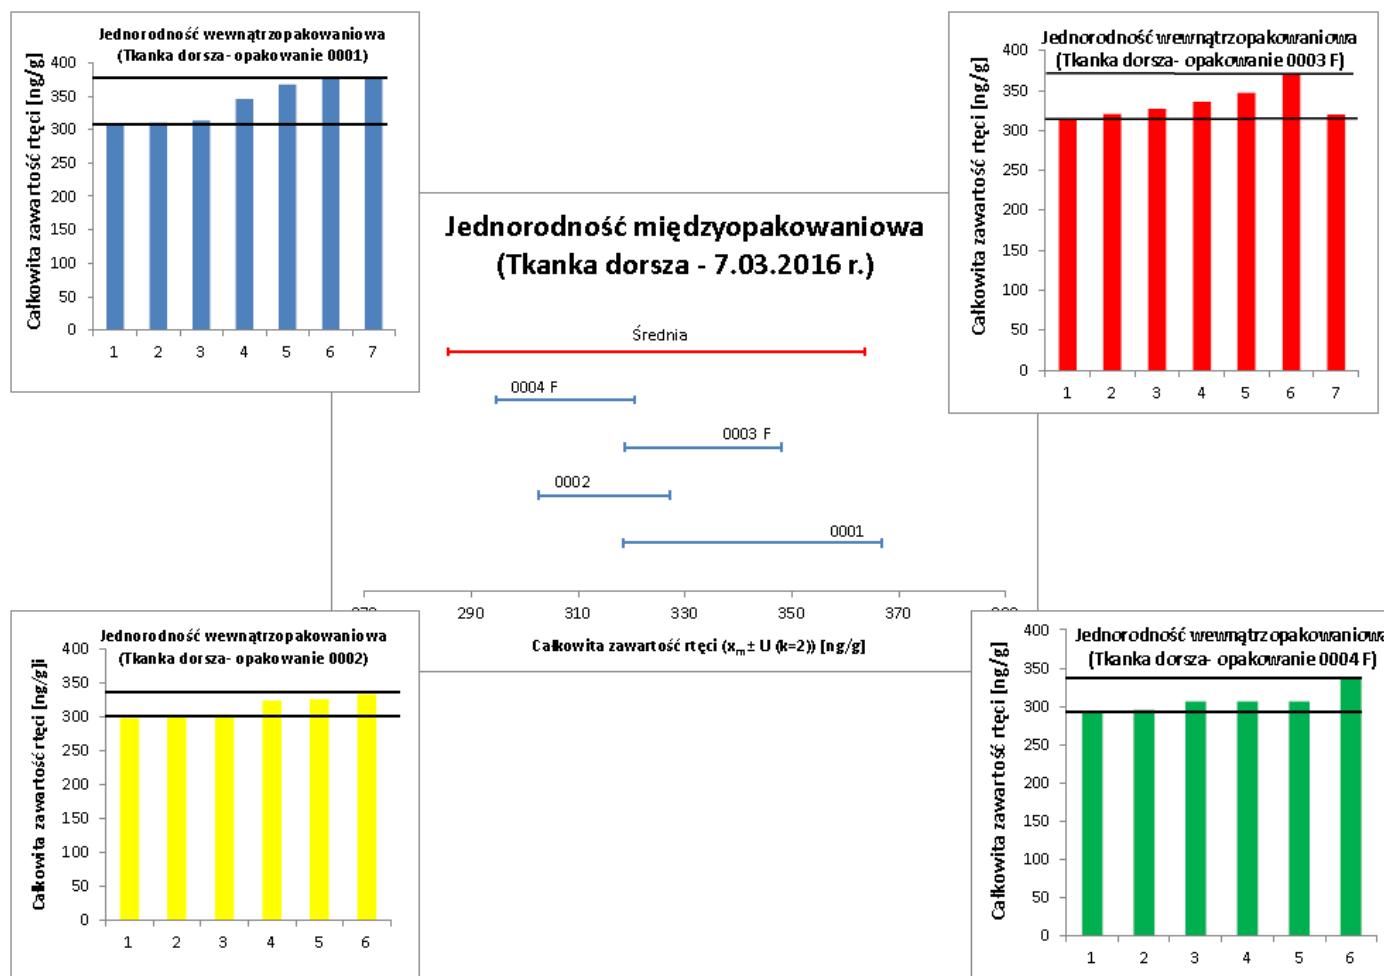 Jednorodność wewnątrzopakowaniowa
(Tkanka dorsza- opakowanie 0001)
Całkowita zawartość rtęci [ng/g]
400
350
300
250
200
150
100
50
0
1 2 3 4 5 6 7
Jednorodność wewnątrzopakowaniowa
(Tkanka dorsza- opakowanie 0003 F)
Całkowita zawartość rtęci [ng/g]
400
350
300
250
200
150
100
50
0
1 2 3 4 5 6 7
Jednorodność międzyopakowaniowa
(Tkanka dorsza - 7.03.2016 r.)
Średnia
0004 F
0003 F
0002
0001
290 310 330 350 370
Całkowita zawartość rtęci (xm ± U (k=2)) [ng/g]
Jednorodność wewnątrzopakowaniowa
(Tkanka dorsza- opakowanie 0002)
Całkowita zawartość rtęci [ng/g]i
400
350
300
250
200
150
100
50
0
1 2 3 4 5 6
Jednorodność wewnątrzopakowaniowa
(Tkanka dorsza- opakowanie 0004 F)
Całkowita zawartość rtęci [ng/g]
400
350
300
250
200
150
100
50
0
1 2 3 4 5 6